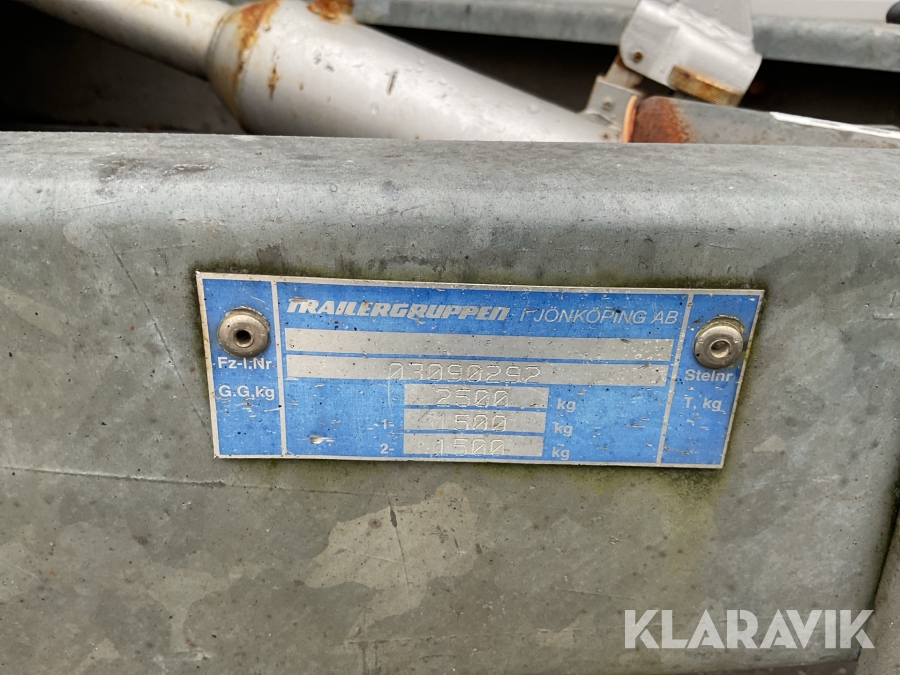 TRAILERGRUPPEN I JÖNKÖPING AB
Fz-I.Nr 03090292 Stelnr
G.G.kg 2500 kg T. kg
1- 1500 kg
2- 1500 kg
KLARAVIK